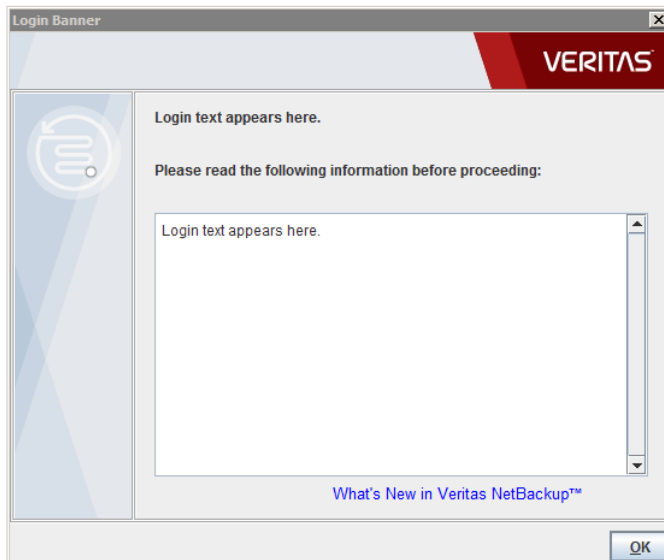 Login Banner
VERITAS
Login text appears here.
Please read the following information before proceeding:
Login text appears here.
What's New in Veritas NetBackup™
OK